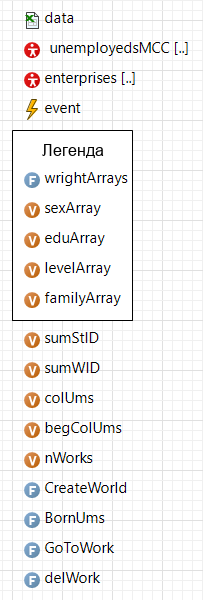 data
unemployedsMCC [..]
enterprises [..]
event
Легенда
wrightArrays
sexArray
eduArray
levelArray
familyArray
sumStID
sumWID
colUms
begColUms
nWorks
CreateWorld
BornUms
GoToWork
delWork